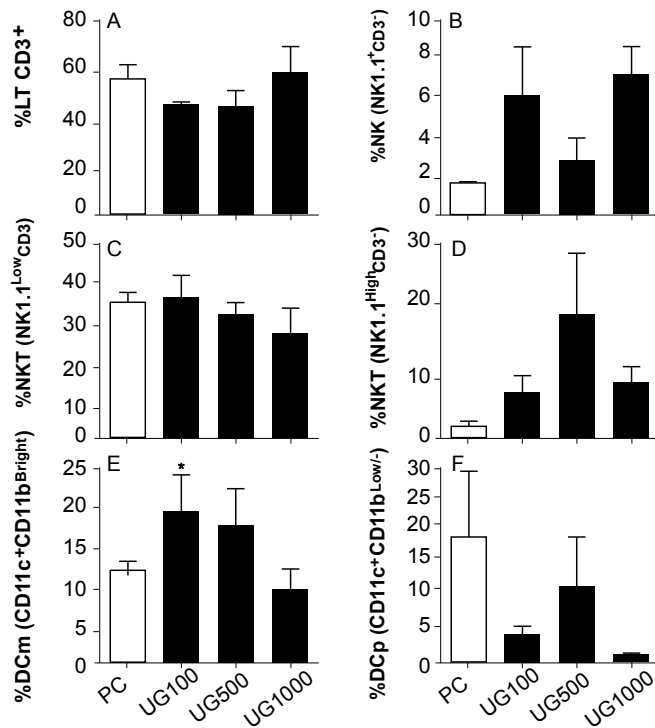 A
%LT CD3+
80
60
40
20
0
B
%NK (NK1.1+CD3-)
10
8
6
4
2
0
C
%NKT (NK1.1LowCD3)
50
40
30
20
10
0
D
%NKT (NK1.1HighCD3-)
30
20
10
0
E
%DCm (CD11c+CD11bBright)
25
20
15
10
5
0
*
PC UG100 UG500 UG1000
F
%DCp (CD11c+CD11bLow/-)
30
25
20
15
10
5
0
PC UG100 UG500 UG1000